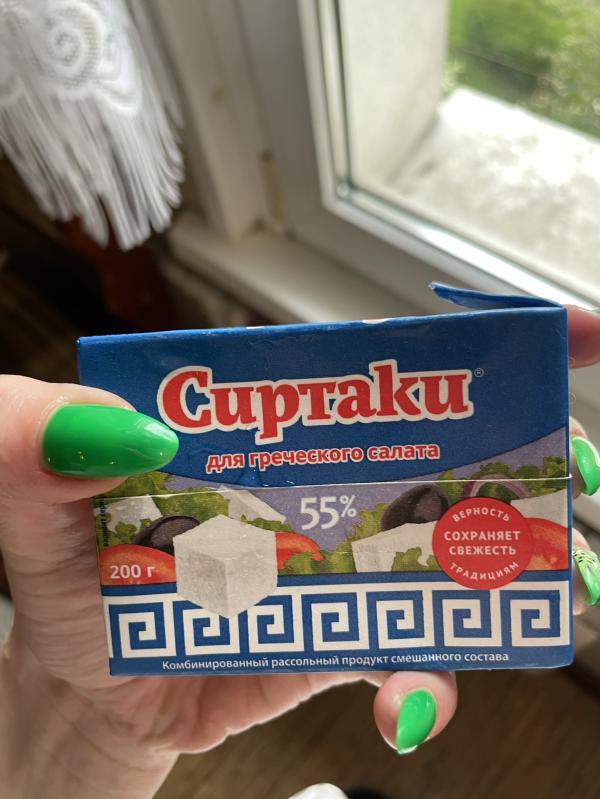 Сиртаки®
для греческого салата
55%
ВЕРНОСТЬ
СОХРАНЯЕТ
СВЕЖЕСТЬ
ТРАДИЦИЯМ
200 г
Комбинированный рассольный продукт смешанного состава